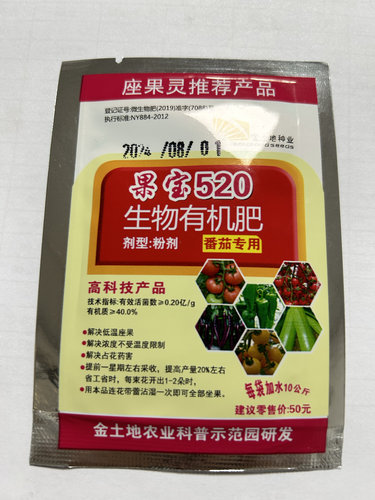 座果灵推荐产品
登记证号:微生物肥(2019)准字(7085)
执行标准:NY884-2012
地种业
2024/08/01
果宝520
生物有机肥
剂型:粉剂
番茄专用
高科技产品
技术指标:有效活菌数≥0.20亿/g
有机质≥40.0%
●解决低温座果
●解决浓度不受温度限制
●解决占花药害
●提前一星期左右采收，提高产量20%左右
省工省时，每束花开出1-2朵时，
●用本品连花带蕾沾湿一次即可全部坐果。
每袋加水10公斤
建议零售价:50元
金土地农业科普示范园研发